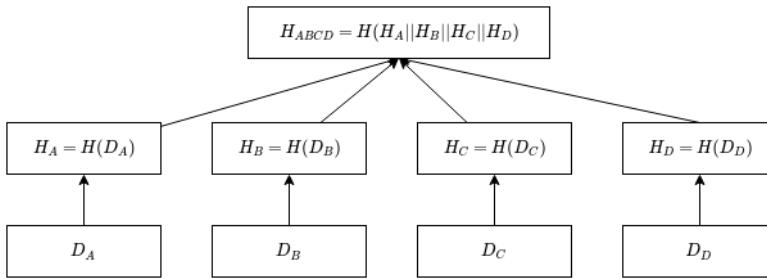 H_{ABCD} = H(H_A||H_B||H_C||H_D)
H_A = H(D_A)
H_B = H(D_B)
H_C = H(D_C)
H_D = H(D_D)
D_A
D_B
D_C
D_D